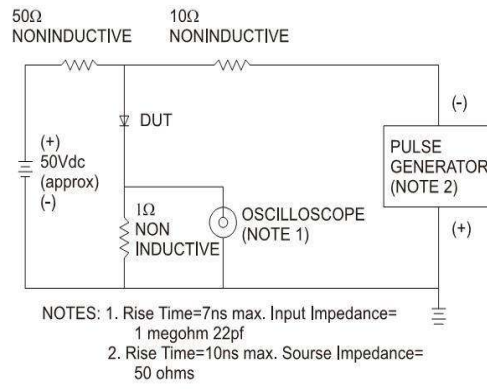 50Ω
NONINDUCTIVE
10Ω
NONINDUCTIVE
DUT
(+)
50Vdc
(approx)
(-)
(-)
PULSE
GENERATOR
(NOTE 2)
(+)
1Ω
NON
INDUCTIVE
OSCILLOSCOPE
(NOTE 1)
NOTES: 1. Rise Time=7ns max. Input Impedance=
1 megohm 22pf
2. Rise Time=10ns max. Sourse Impedance=
50 ohms